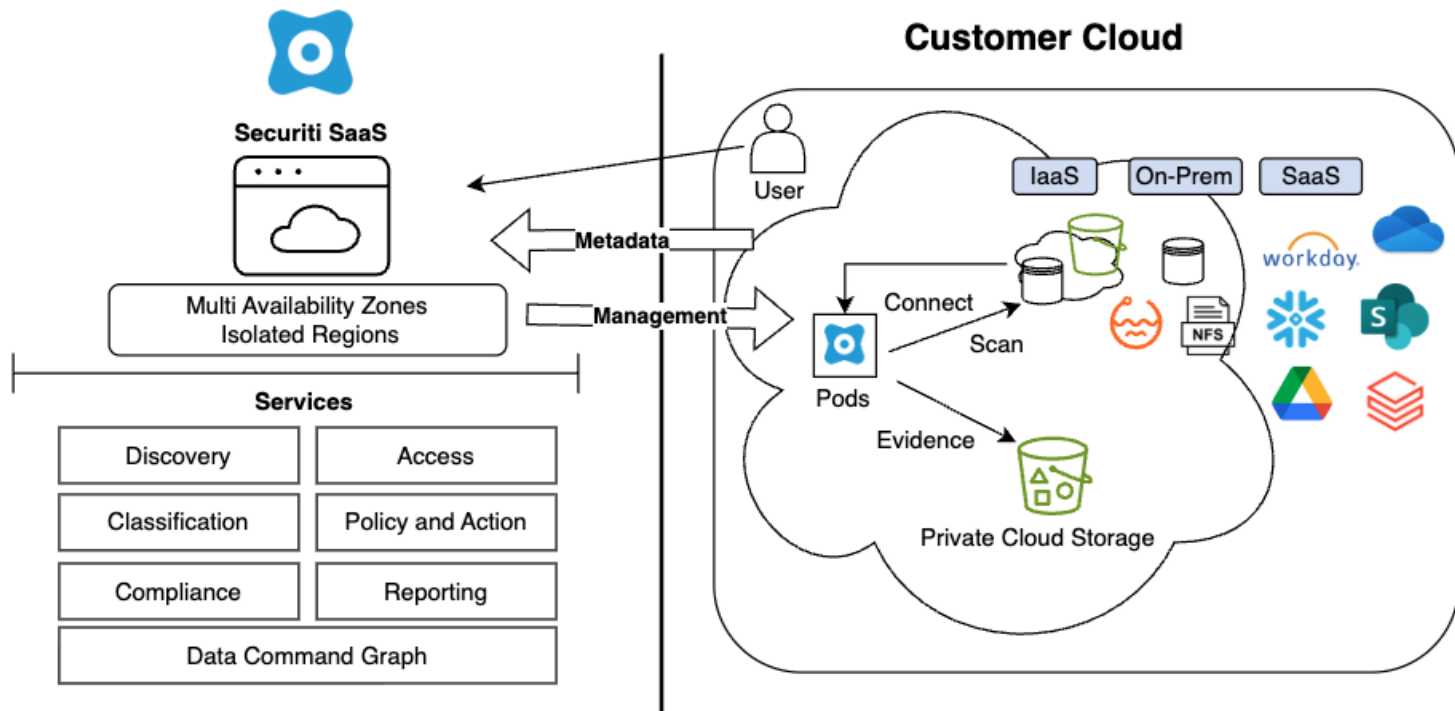 Customer Cloud
Securiti SaaS
User
IaaS
On-Prem
SaaS
Metadata
workday.
Multi Availability Zones
Isolated Regions
Management
Connect
Scan
NFS
S
Pods
Services
Evidence
Discovery
Access
Classification
Policy and Action
Private Cloud Storage
Compliance
Reporting
Data Command Graph